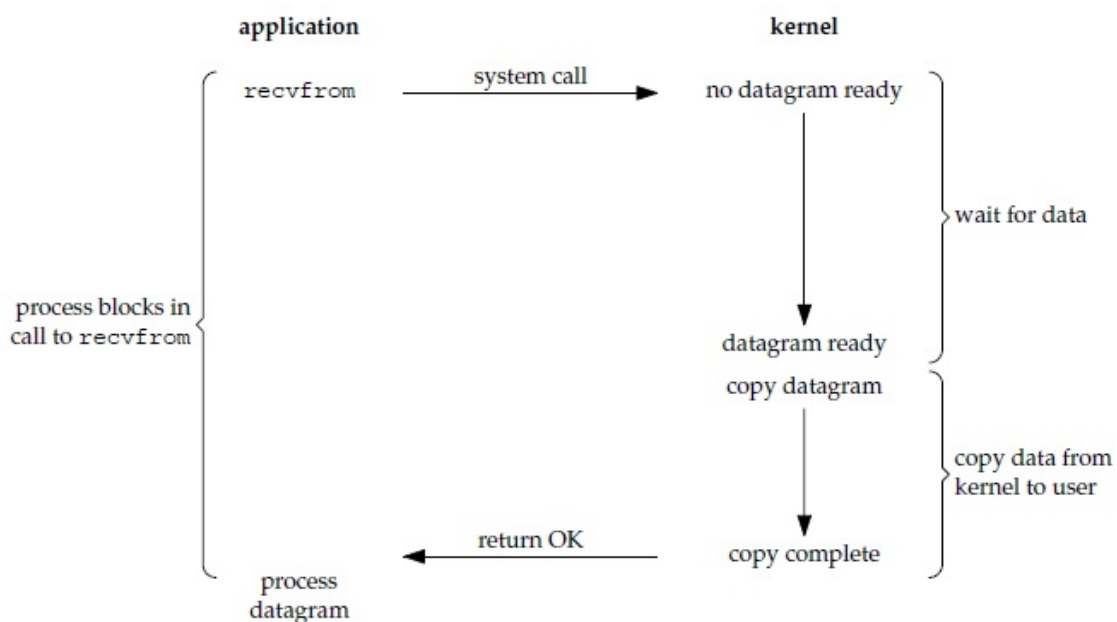 application
kernel
recvfrom
system call
no datagram ready
wait for data
process blocks in
call to recvfrom
datagram ready
copy datagram
copy data from
kernel to user
return OK
copy complete
process
datagram